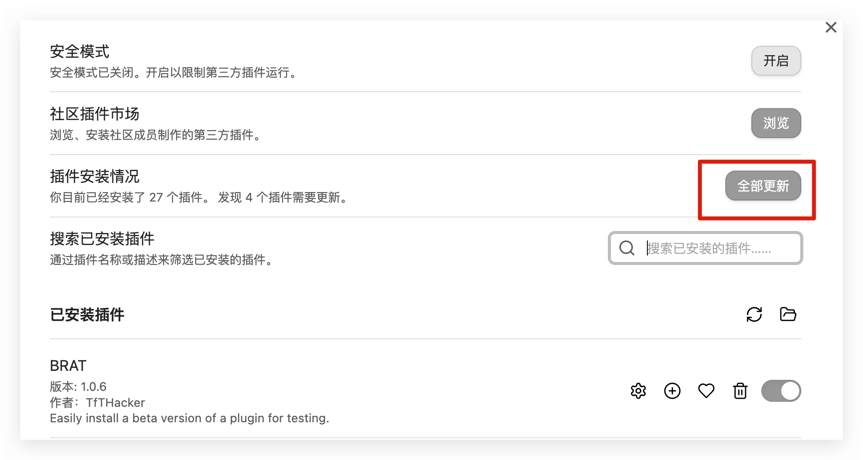 安全模式
安全模式已关闭。开启以限制第三方插件运行。
开启
社区插件市场
浏览、安装社区成员制作的第三方插件。
浏览
插件安装情况
你目前已经安装了 27 个插件。 发现 4 个插件需要更新。
全部更新
搜索已安装插件
通过插件名称或描述来筛选已安装的插件。
搜索已安装的插件……
已安装插件
BRAT
版本: 1.0.6
作者：TfTHacker
Easily install a beta version of a plugin for testing.